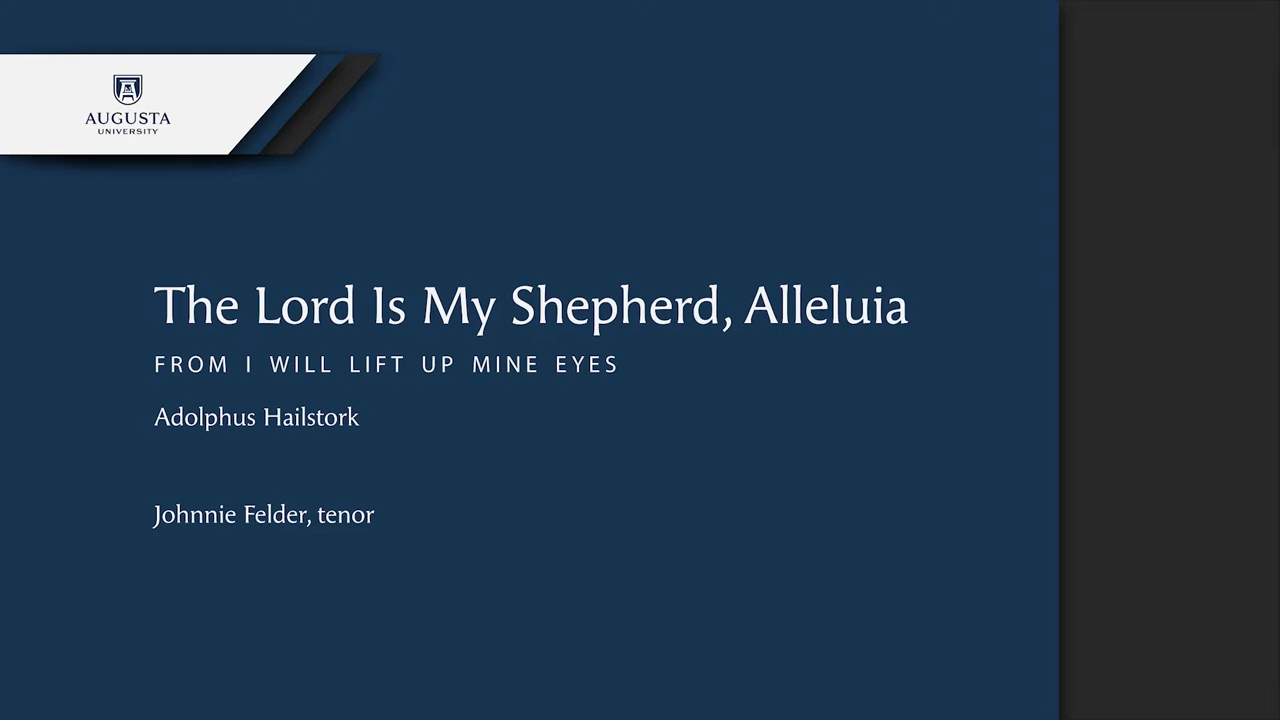 AUGUSTA
UNIVERSITY
The Lord Is My Shepherd, Alleluia
FROM I WILL LIFT UP MINE EYES
Adolphus Hailstork
Johnnie Felder, tenor